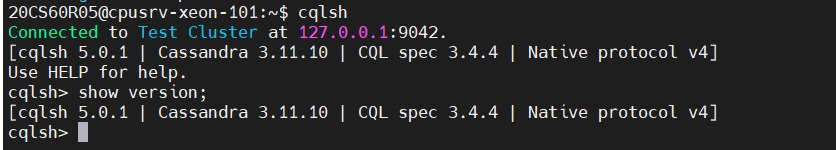 20CS60R05@cpusrv-xeon-101:~$ cqlsh
Connected to Test Cluster at 127.0.0.1:9042.
[cqlsh 5.0.1 | Cassandra 3.11.10 | CQL spec 3.4.4 | Native protocol v4]
Use HELP for help.
cqlsh> show version;
[cqlsh 5.0.1 | Cassandra 3.11.10 | CQL spec 3.4.4 | Native protocol v4]
cqlsh>